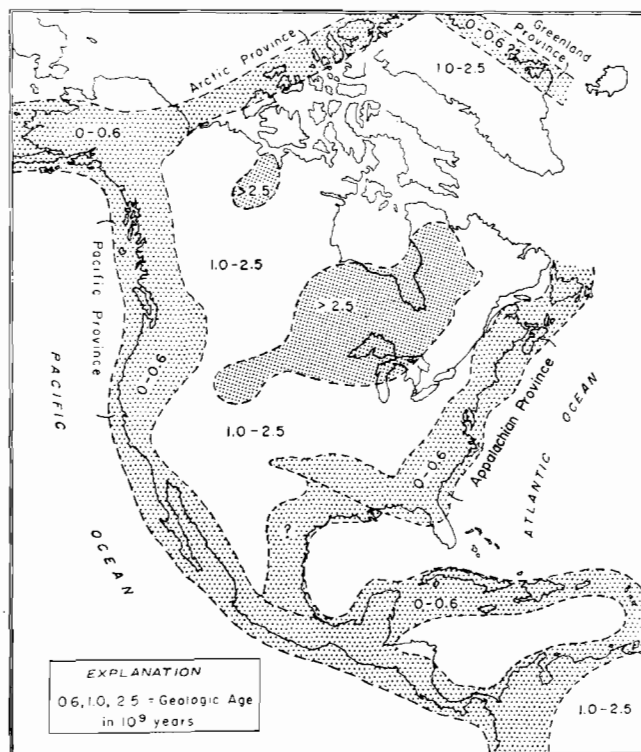 Greenland
Province
0-0.6?
1.0-2.5
Arctic Province
0-0.6
>2.5
Pacific Province
1.0-2.5
>2.5
0-0.6
PACIFIC
OCEAN
1.0-2.5
0-0.6
Appalachian Province
ATLANTIC OCEAN
?
0-0.6
1.0-2.5
EXPLANATION
0.6, 1.0, 2.5 = Geologic Age
in 10⁹ years